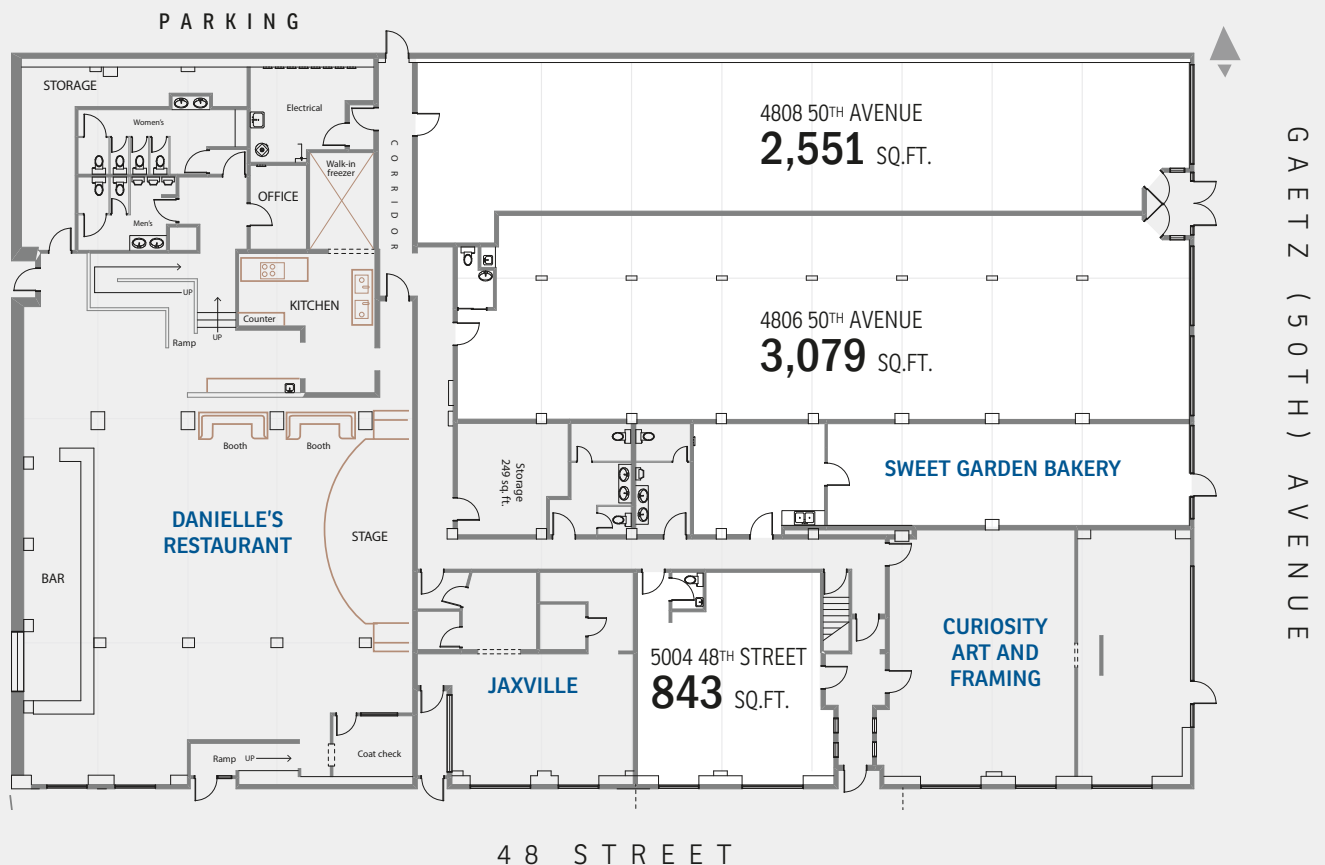 PARKING
STORAGE
Women's
Electrical
Walk-in
freezer
OFFICE
Men's
CORRIDOR
4808 50TH AVENUE
2,551 SQ.FT.
UP
KITCHEN
Counter
Ramp
UP
4806 50TH AVENUE
3,079 SQ.FT.
Booth
Booth
Storage
249 sq. ft.
SWEET GARDEN BAKERY
DANIELLE'S
RESTAURANT
STAGE
BAR
JAXVILLE
5004 48TH STREET
843 SQ.FT.
CURIOSITY
ART AND
FRAMING
Ramp UP
Coat check
GAETZ (50TH) AVENUE
48 STREET